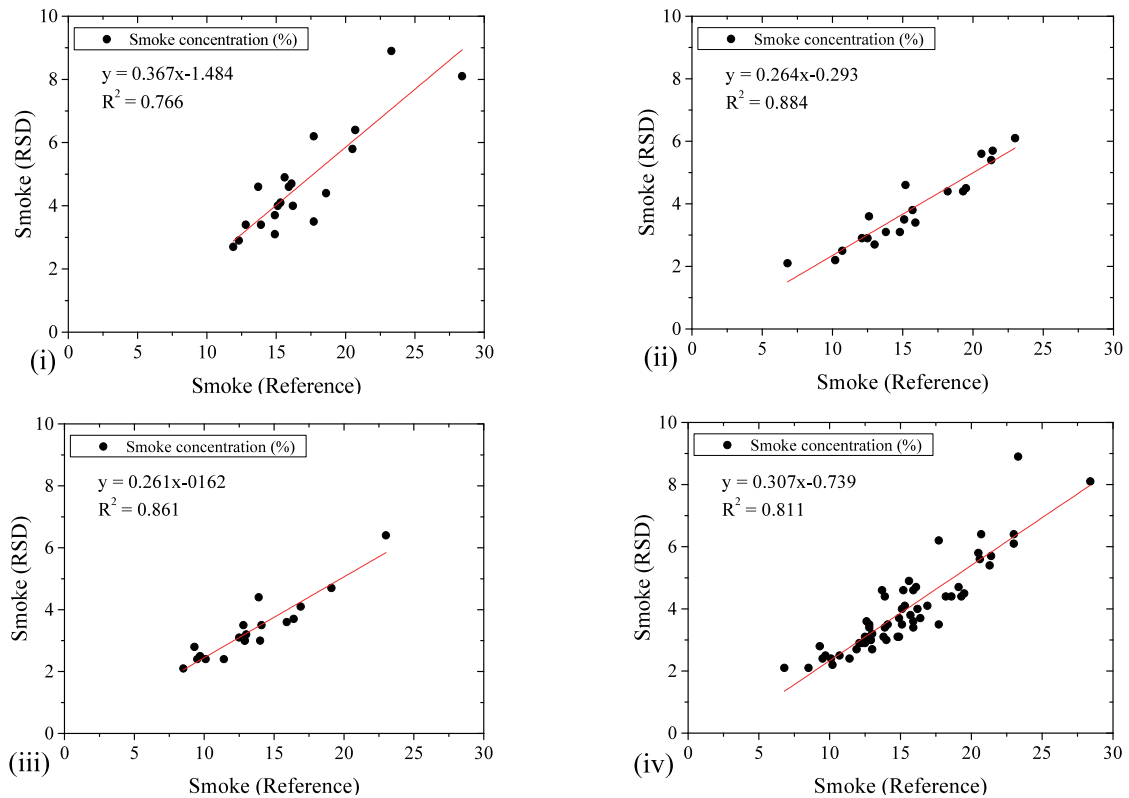 Smoke concentration (%)
y = 0.367x-1.484
R² = 0.766
Smoke (RSD)
10
8
6
4
2
0
0 5 10 15 20 25 30
Smoke (Reference)
(i)
Smoke concentration (%)
y = 0.264x-0.293
R² = 0.884
Smoke (RSD)
10
8
6
4
2
0
0 5 10 15 20 25 30
Smoke (Reference)
(ii)
Smoke concentration (%)
y = 0.261x-0162
R² = 0.861
Smoke (RSD)
10
8
6
4
2
0
0 5 10 15 20 25 30
Smoke (Reference)
(iii)
Smoke concentration (%)
y = 0.307x-0.739
R² = 0.811
Smoke (RSD)
10
8
6
4
2
0
0 5 10 15 20 25 30
Smoke (Reference)
(iv)